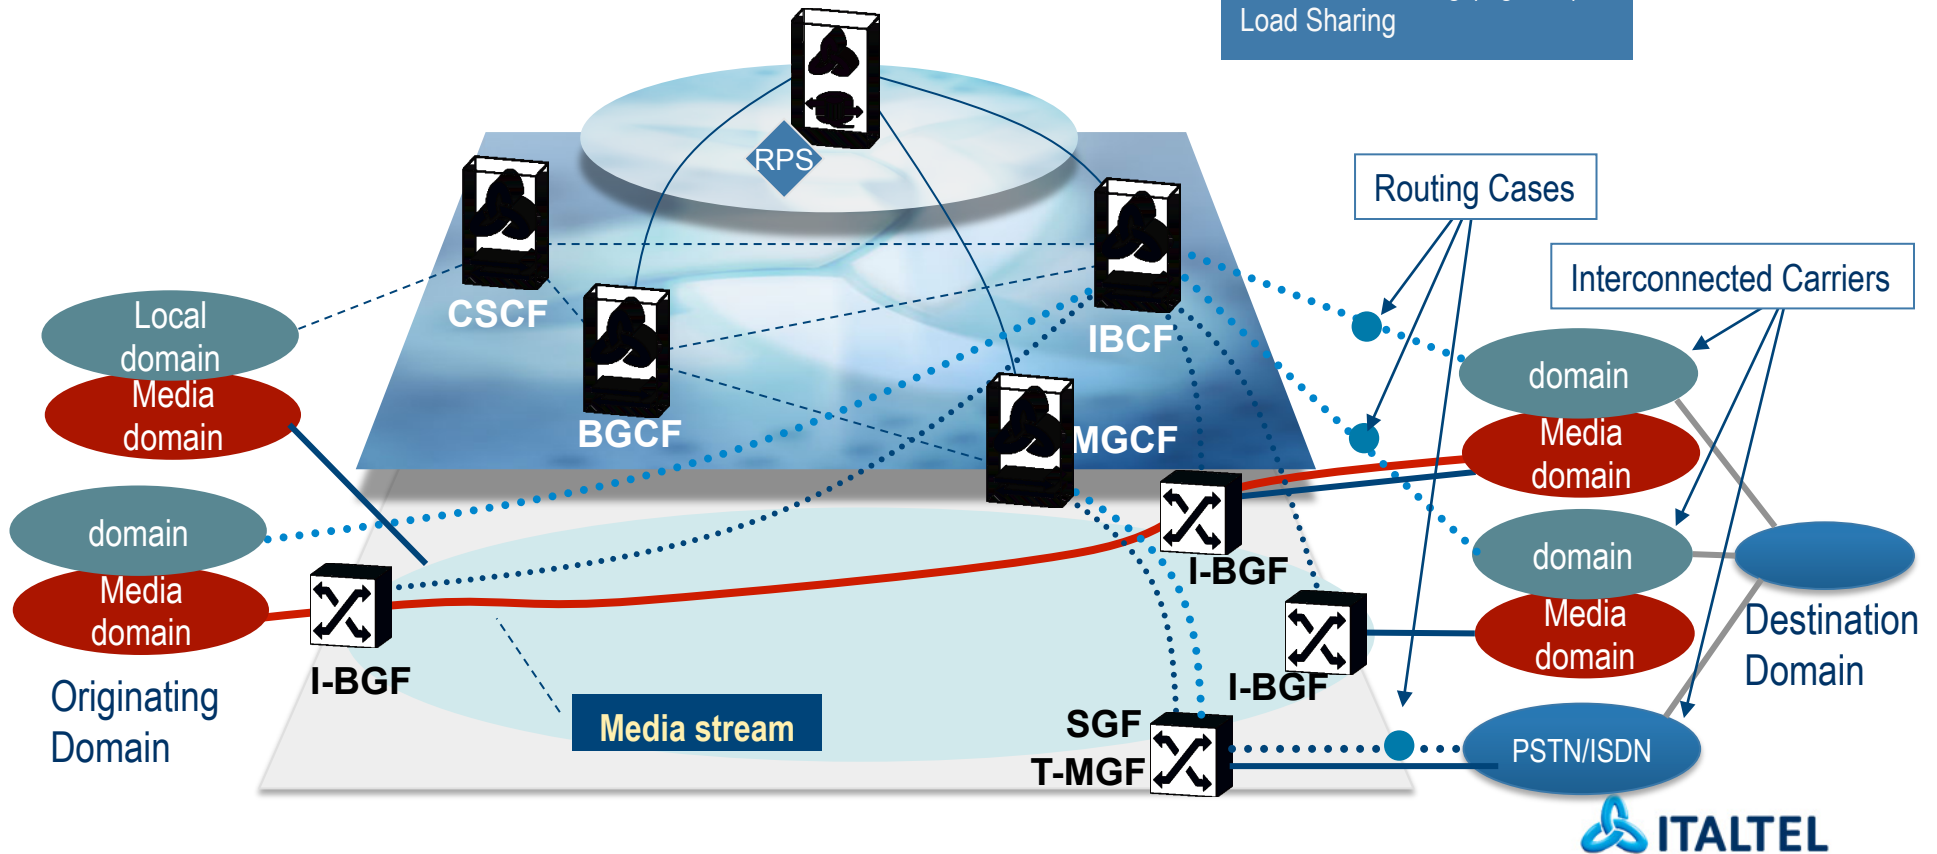 Load Sharing
RPS
Routing Cases
Interconnected Carriers
CSCF
IBCF
BGCF
MGCF
Local
domain
Media
domain
domain
Media
domain
Originating
Domain
I-BGF
Media stream
I-BGF
I-BGF
SGF
T-MGF
domain
Media
domain
domain
Media
domain
Destination
Domain
PSTN/ISDN
ITALTEL